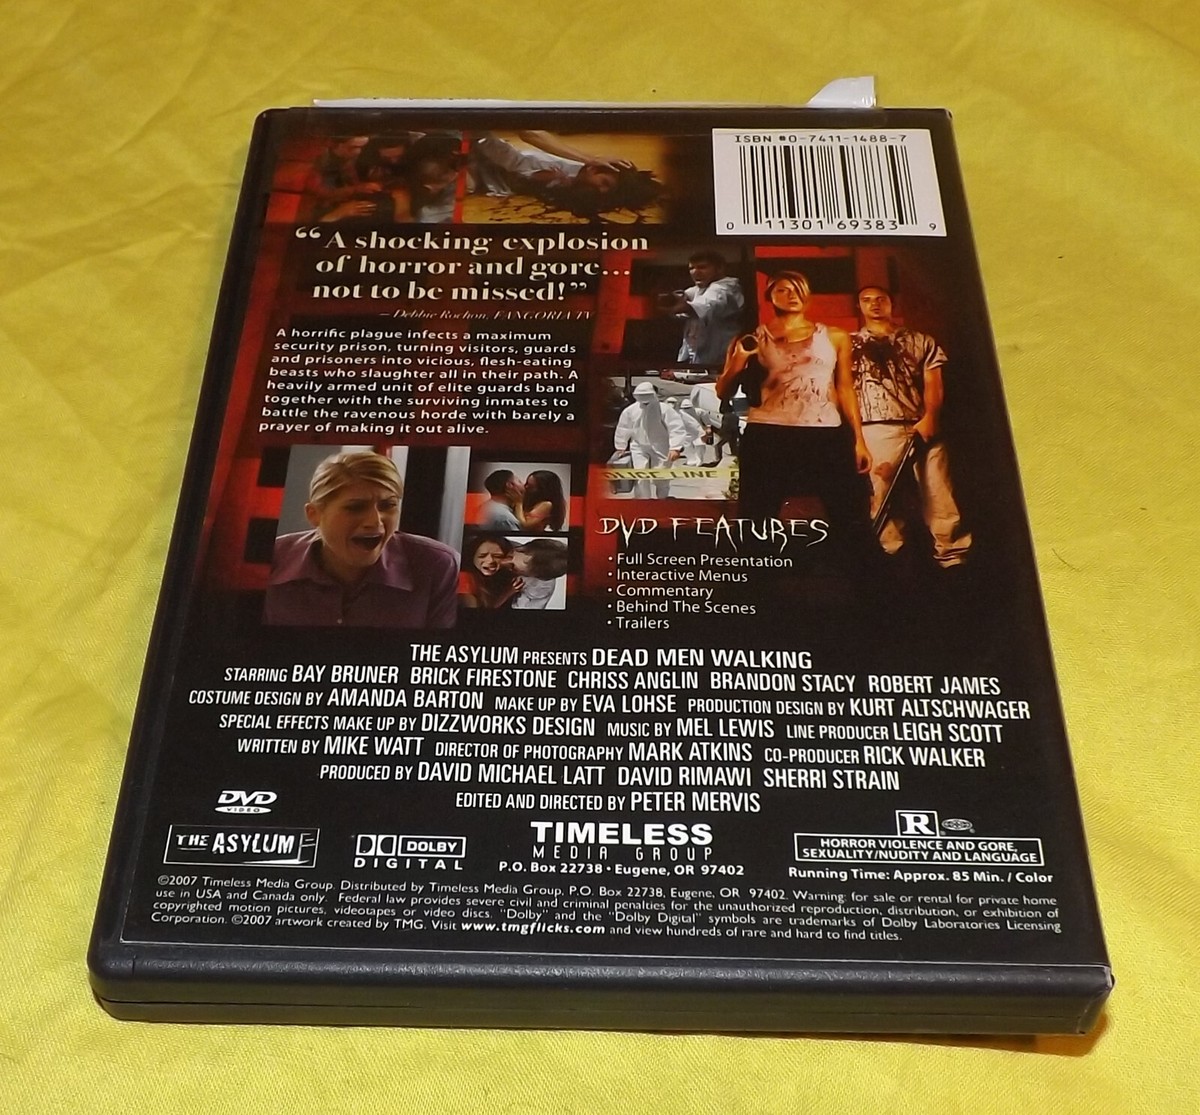 ISBN #0-7411-1488-7
0 11301 69383 9
“A shocking explosion
of horror and gore...
not to be missed!”
— Debbie Rochon, FANGORIA TV
A horrific plague infects a maximum
security prison, turning visitors, guards
and prisoners into vicious, flesh-eating
beasts who slaughter all in their path. A
heavily armed unit of elite guards band
together with the surviving inmates to
battle the ravenous horde with barely a
prayer of making it out alive.
POLICE LINE
DVD FEATURES
• Full Screen Presentation
• Interactive Menus
• Commentary
• Behind The Scenes
• Trailers
THE ASYLUM PRESENTS DEAD MEN WALKING
STARRING BAY BRUNER BRICK FIRESTONE CHRISS ANGLIN BRANDON STACY ROBERT JAMES
COSTUME DESIGN BY AMANDA BARTON MAKE UP BY EVA LOHSE PRODUCTION DESIGN BY KURT ALTSCHWAGER
SPECIAL EFFECTS MAKE UP BY DIZZWORKS DESIGN MUSIC BY MEL LEWIS LINE PRODUCER LEIGH SCOTT
WRITTEN BY MIKE WATT DIRECTOR OF PHOTOGRAPHY MARK ATKINS CO-PRODUCER RICK WALKER
PRODUCED BY DAVID MICHAEL LATT DAVID RIMAWI SHERRI STRAIN
EDITED AND DIRECTED BY PETER MERVIS
DVD
VIDEO
THE ASYLUM
DOLBY
DIGITAL
TIMELESS
MEDIA GROUP
P.O. Box 22738 • Eugene, OR 97402
R
HORROR VIOLENCE AND GORE,
SEXUALITY/NUDITY AND LANGUAGE
Running Time: Approx. 85 Min. / Color
©2007 Timeless Media Group. Distributed by Timeless Media Group, P.O. Box 22738, Eugene, OR 97402. Warning: for sale or rental for private home
use in USA and Canada only. Federal law provides severe civil and criminal penalties for the unauthorized reproduction, distribution, or exhibition of
copyrighted motion pictures, videotapes or video discs. "Dolby" and the "Dolby Digital" symbols are trademarks of Dolby Laboratories Licensing
Corporation. ©2007 artwork created by TMG. Visit www.tmgflicks.com and view hundreds of rare and hard to find titles.